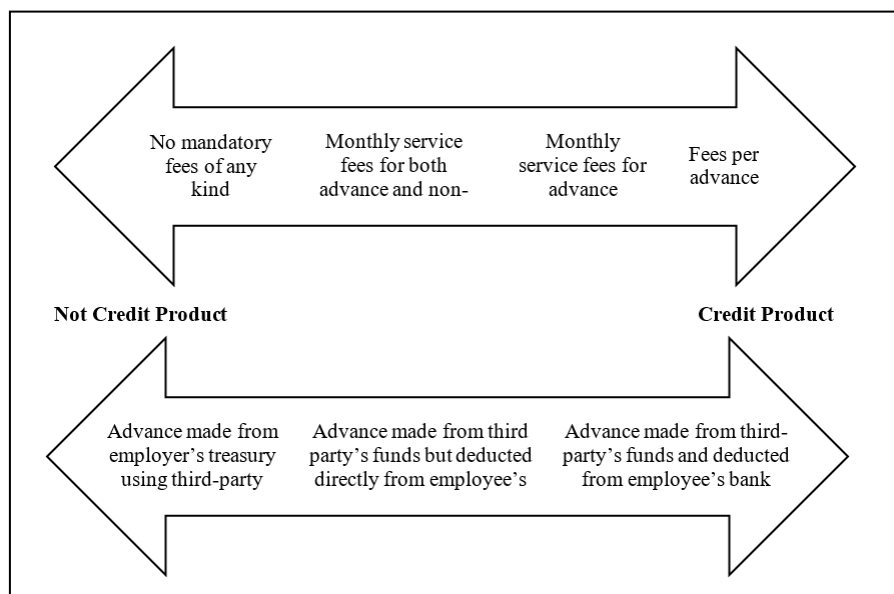 No mandatory
fees of any
kind
Monthly service
fees for both
advance and non-
Monthly
service fees for
advance
Fees per
advance
Not Credit Product
Credit Product
Advance made from
employer’s treasury
using third-party
Advance made from third
party’s funds but deducted
directly from employee’s
Advance made from third-
party’s funds and deducted
from employee’s bank